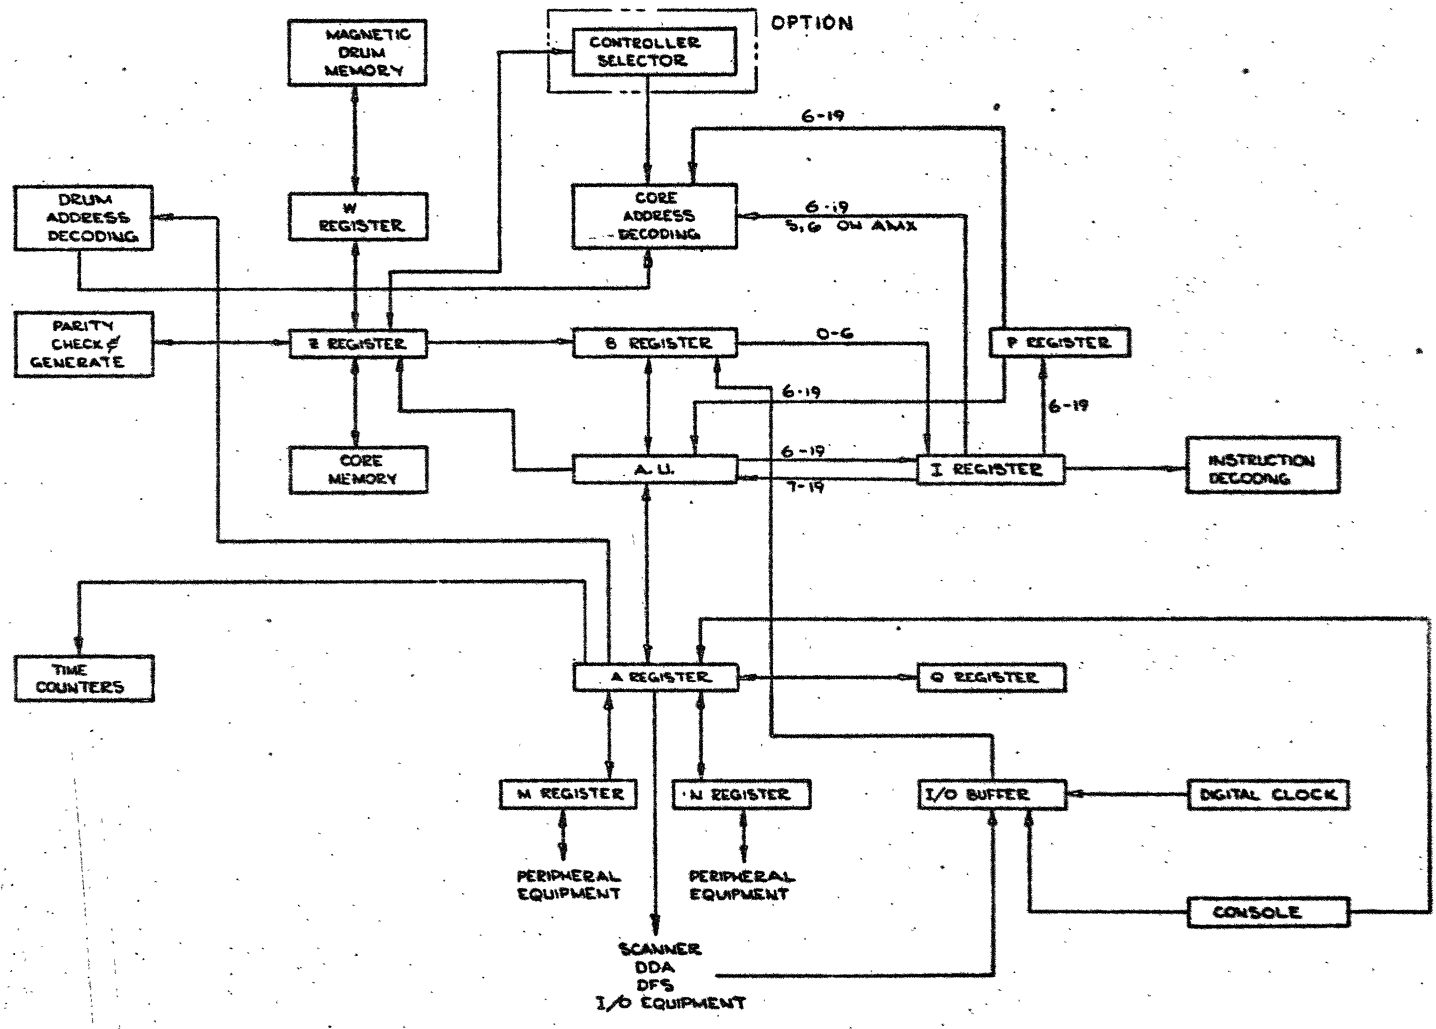 OPTION
MAGNETIC
DRUM
MEMORY
CONTROLLER
SELECTOR
6-19
DRUM
ADDRESS
DECODING
W
REGISTER
CORE
ADDRESS
DECODING
6-19
5,6 ON AMX
PARITY
CHECK &
GENERATE
Z REGISTER
B REGISTER
0-6
P REGISTER
6-19
6-19
CORE
MEMORY
A.U.
6-19
7-19
I REGISTER
INSTRUCTION
DECODING
TIME
COUNTERS
A REGISTER
Q REGISTER
M REGISTER
N REGISTER
I/O BUFFER
DIGITAL CLOCK
PERIPHERAL
EQUIPMENT
PERIPHERAL
EQUIPMENT
CONSOLE
SCANNER
DDA
DFS
I/O EQUIPMENT